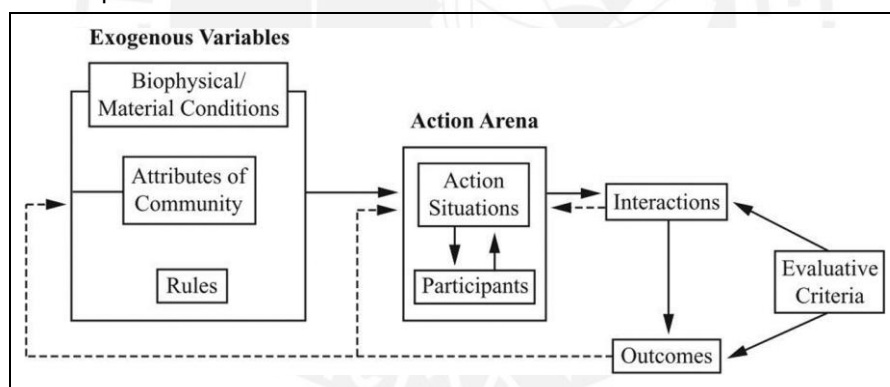 Exogenous Variables
Biophysical/
Material Conditions
Attributes of
Community
Rules
Action Arena
Action
Situations
Participants
Interactions
Outcomes
Evaluative
Criteria